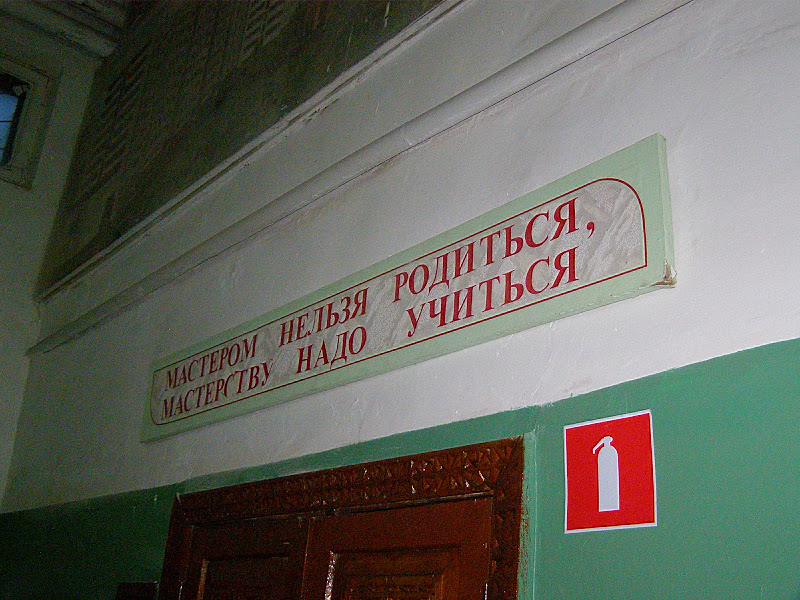 МАСТЕРОМ НЕЛЬЗЯ РОДИТЬСЯ,
МАСТЕРСТВУ НАДО УЧИТЬСЯ